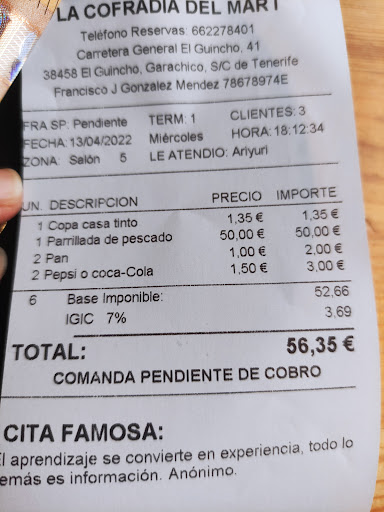 LA COFRADIA DEL MAR I
Teléfono Reservas: 662278401
Carretera General El Guincho, 41
38458 El Guincho, Garachico, S/C de Tenerife
Francisco J Gonzalez Mendez 78678974E
FRA SP: Pendiente TERM: 1 CLIENTES: 3
FECHA: 13/04/2022 Miércoles HORA: 18:12:34
ZONA: Salón 5 LE ATENDIO: Ariyuri
UN. DESCRIPCION PRECIO IMPORTE
1 Copa casa tinto 1,35 € 1,35 €
1 Parrillada de pescado 50,00 € 50,00 €
2 Pan 1,00 € 2,00 €
2 Pepsi o coca-Cola 1,50 € 3,00 €
6 Base Imponible: 52,66
IGIC 7% 3,69
TOTAL: 56,35 €
COMANDA PENDIENTE DE COBRO
CITA FAMOSA:
El aprendizaje se convierte en experiencia, todo lo
emás es información. Anónimo.